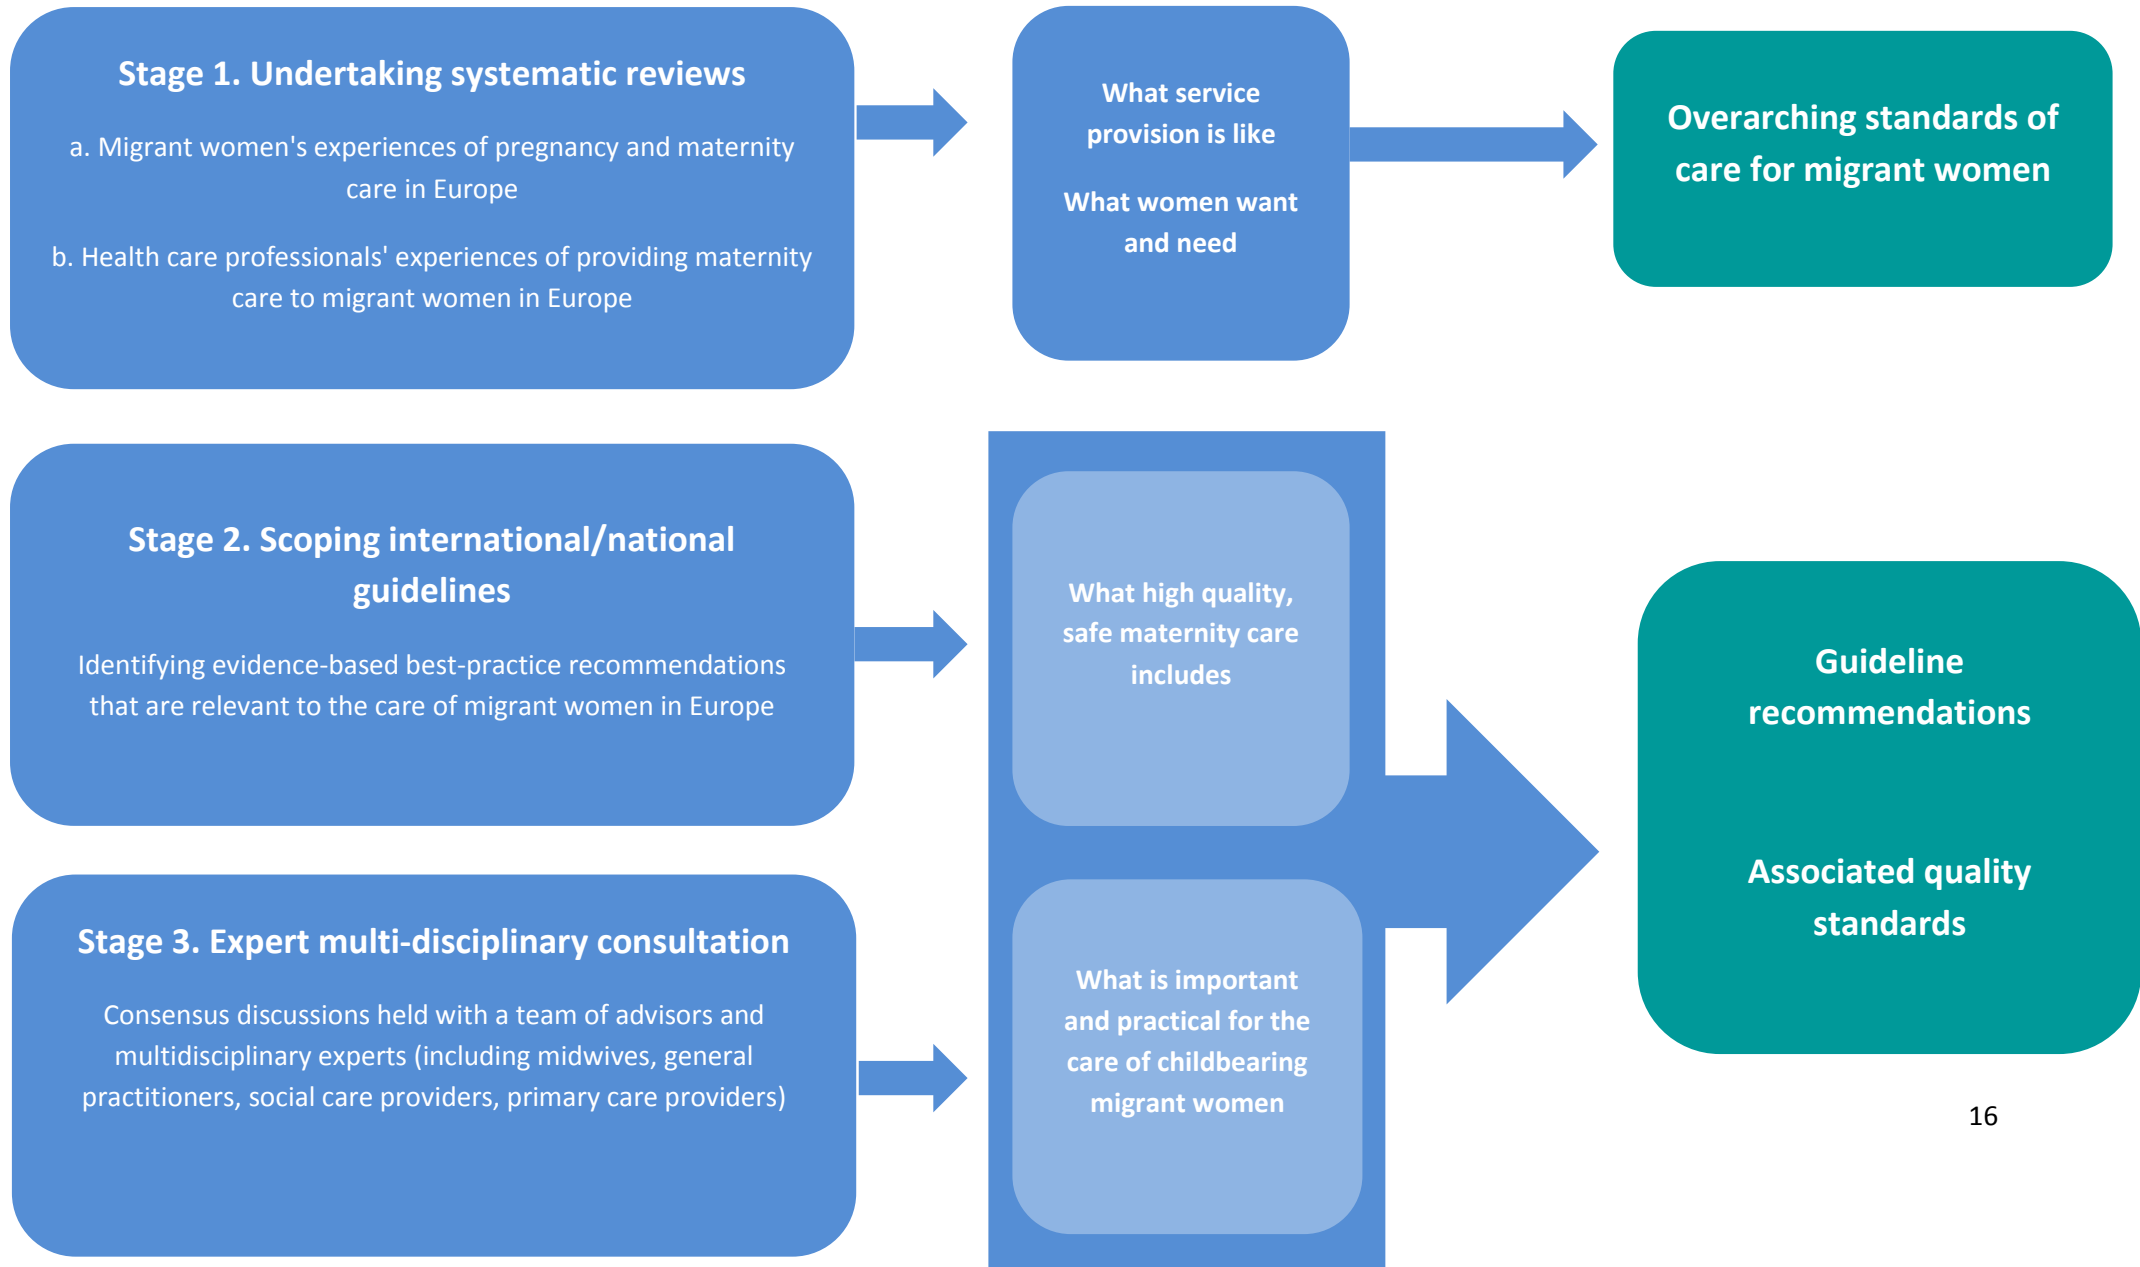 Stage 1. Undertaking systematic reviews
a. Migrant women's experiences of pregnancy and maternity
care in Europe
b. Health care professionals' experiences of providing maternity
care to migrant women in Europe
What service
provision is like
What women want
and need
Overarching standards of
care for migrant women
Stage 2. Scoping international/national
guidelines
Identifying evidence-based best-practice recommendations
that are relevant to the care of migrant women in Europe
What high quality,
safe maternity care
includes
Stage 3. Expert multi-disciplinary consultation
Consensus discussions held with a team of advisors and
multidisciplinary experts (including midwives, general
practitioners, social care providers, primary care providers)
What is important
and practical for the
care of childbearing
migrant women
Guideline
recommendations
Associated quality
standards
16